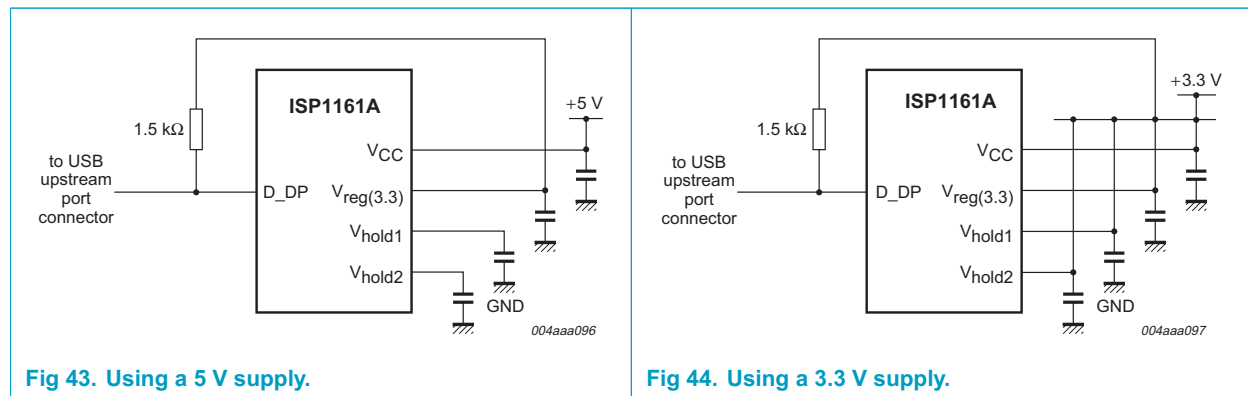 ISP1161A
+5 V
1.5 kΩ
VCC
to USB
upstream
port
connector
D_DP
Vreg(3.3)
Vhold1
Vhold2
GND
004aaa096
Fig 43. Using a 5 V supply.
ISP1161A
+3.3 V
1.5 kΩ
VCC
to USB
upstream
port
connector
D_DP
Vreg(3.3)
Vhold1
Vhold2
GND
004aaa097
Fig 44. Using a 3.3 V supply.